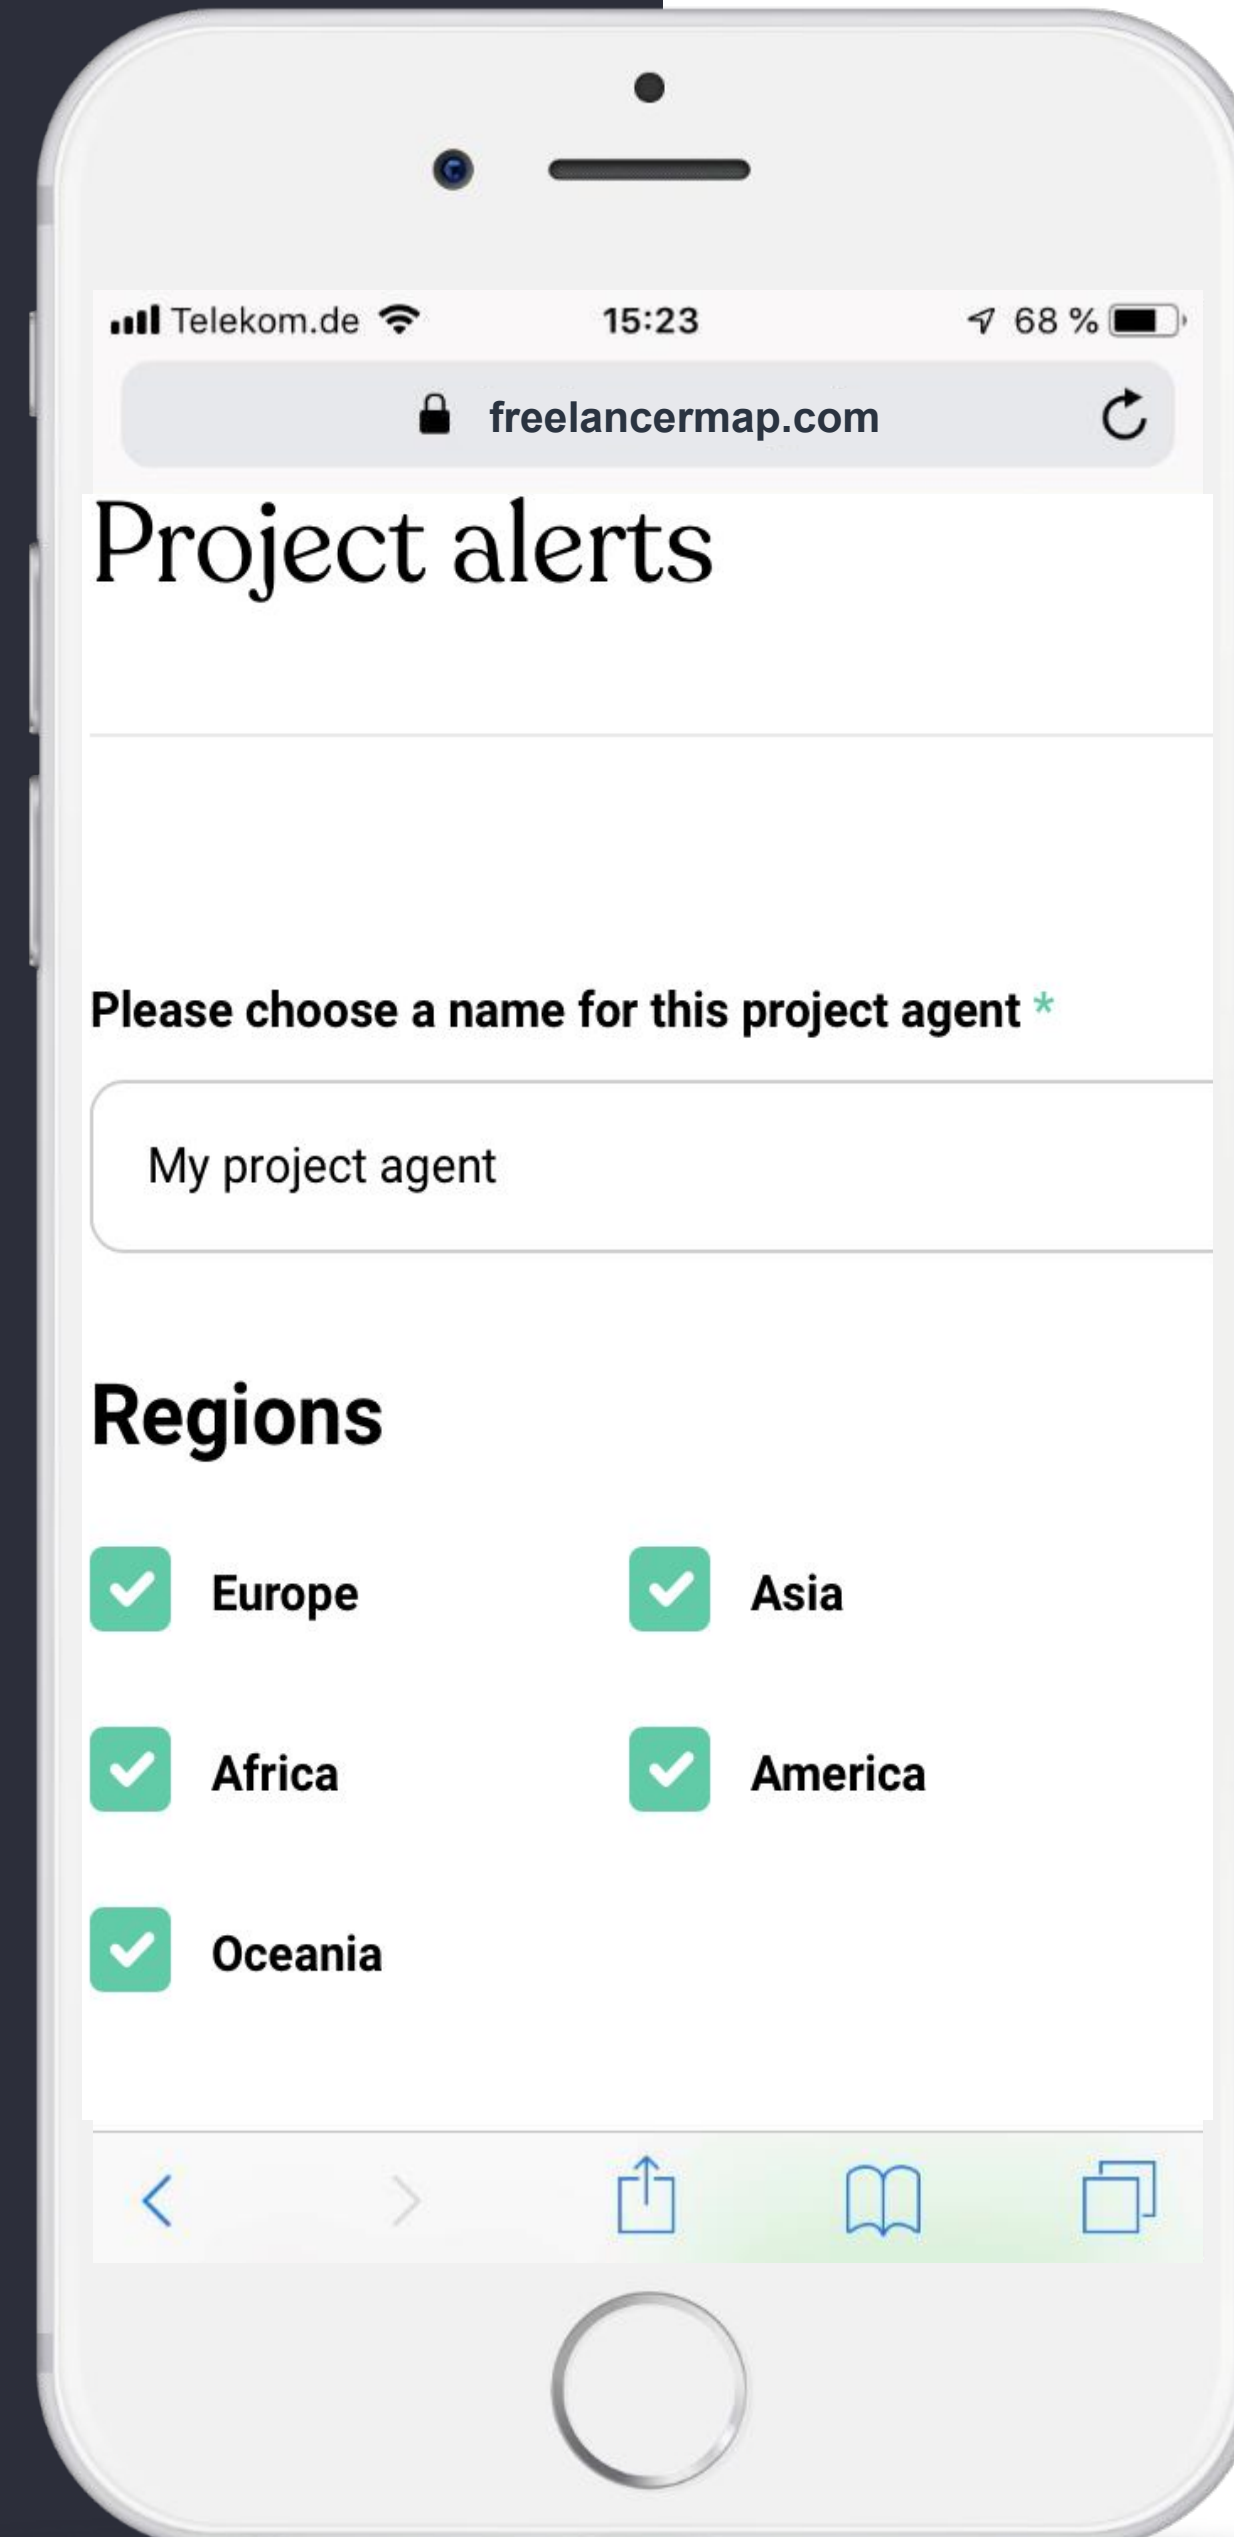 Telekom.de 15:23 68 %
freelancermap.com
Project alerts
Please choose a name for this project agent *
My project agent
Regions
Europe Asia
Africa America
Oceania